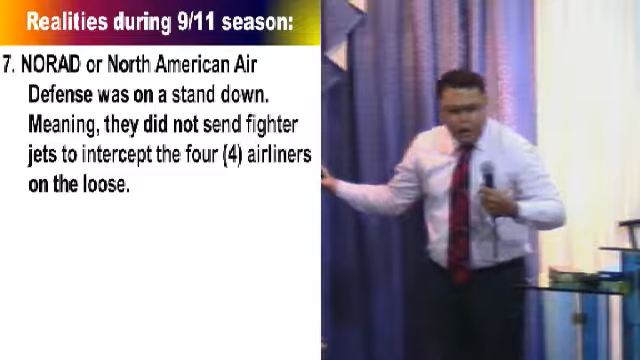 Realities during 9/11 season:
7. NORAD or North American Air
Defense was on a stand down.
Meaning, they did not send fighter
jets to intercept the four (4) airliners
on the loose.